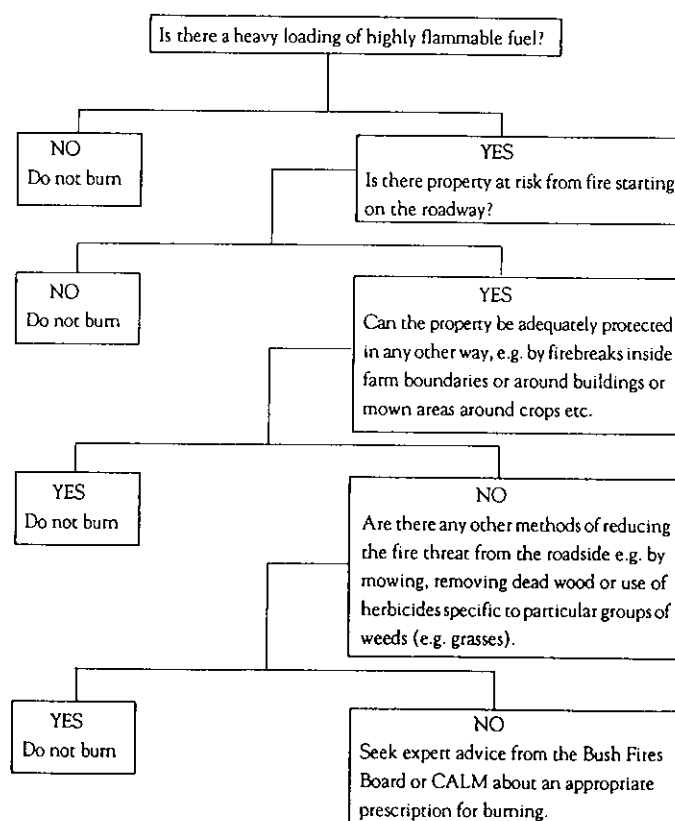 Is there a heavy loading of highly flammable fuel?
NO
Do not burn
YES
Is there property at risk from fire starting
on the roadway?
NO
Do not burn
YES
Can the property be adequately protected
in any other way, e.g. by firebreaks inside
farm boundaries or around buildings or
mown areas around crops etc.
YES
Do not burn
NO
Are there any other methods of reducing
the fire threat from the roadside e.g. by
mowing, removing dead wood or use of
herbicides specific to particular groups of
weeds (e.g. grasses).
YES
Do not burn
NO
Seek expert advice from the Bush Fires
Board or CALM about an appropriate
prescription for burning.